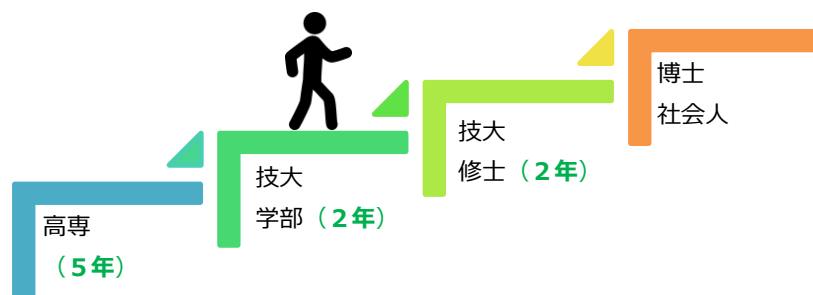 高専
（５年）
技大
学部（２年）
技大
修士（２年）
博士
社会人